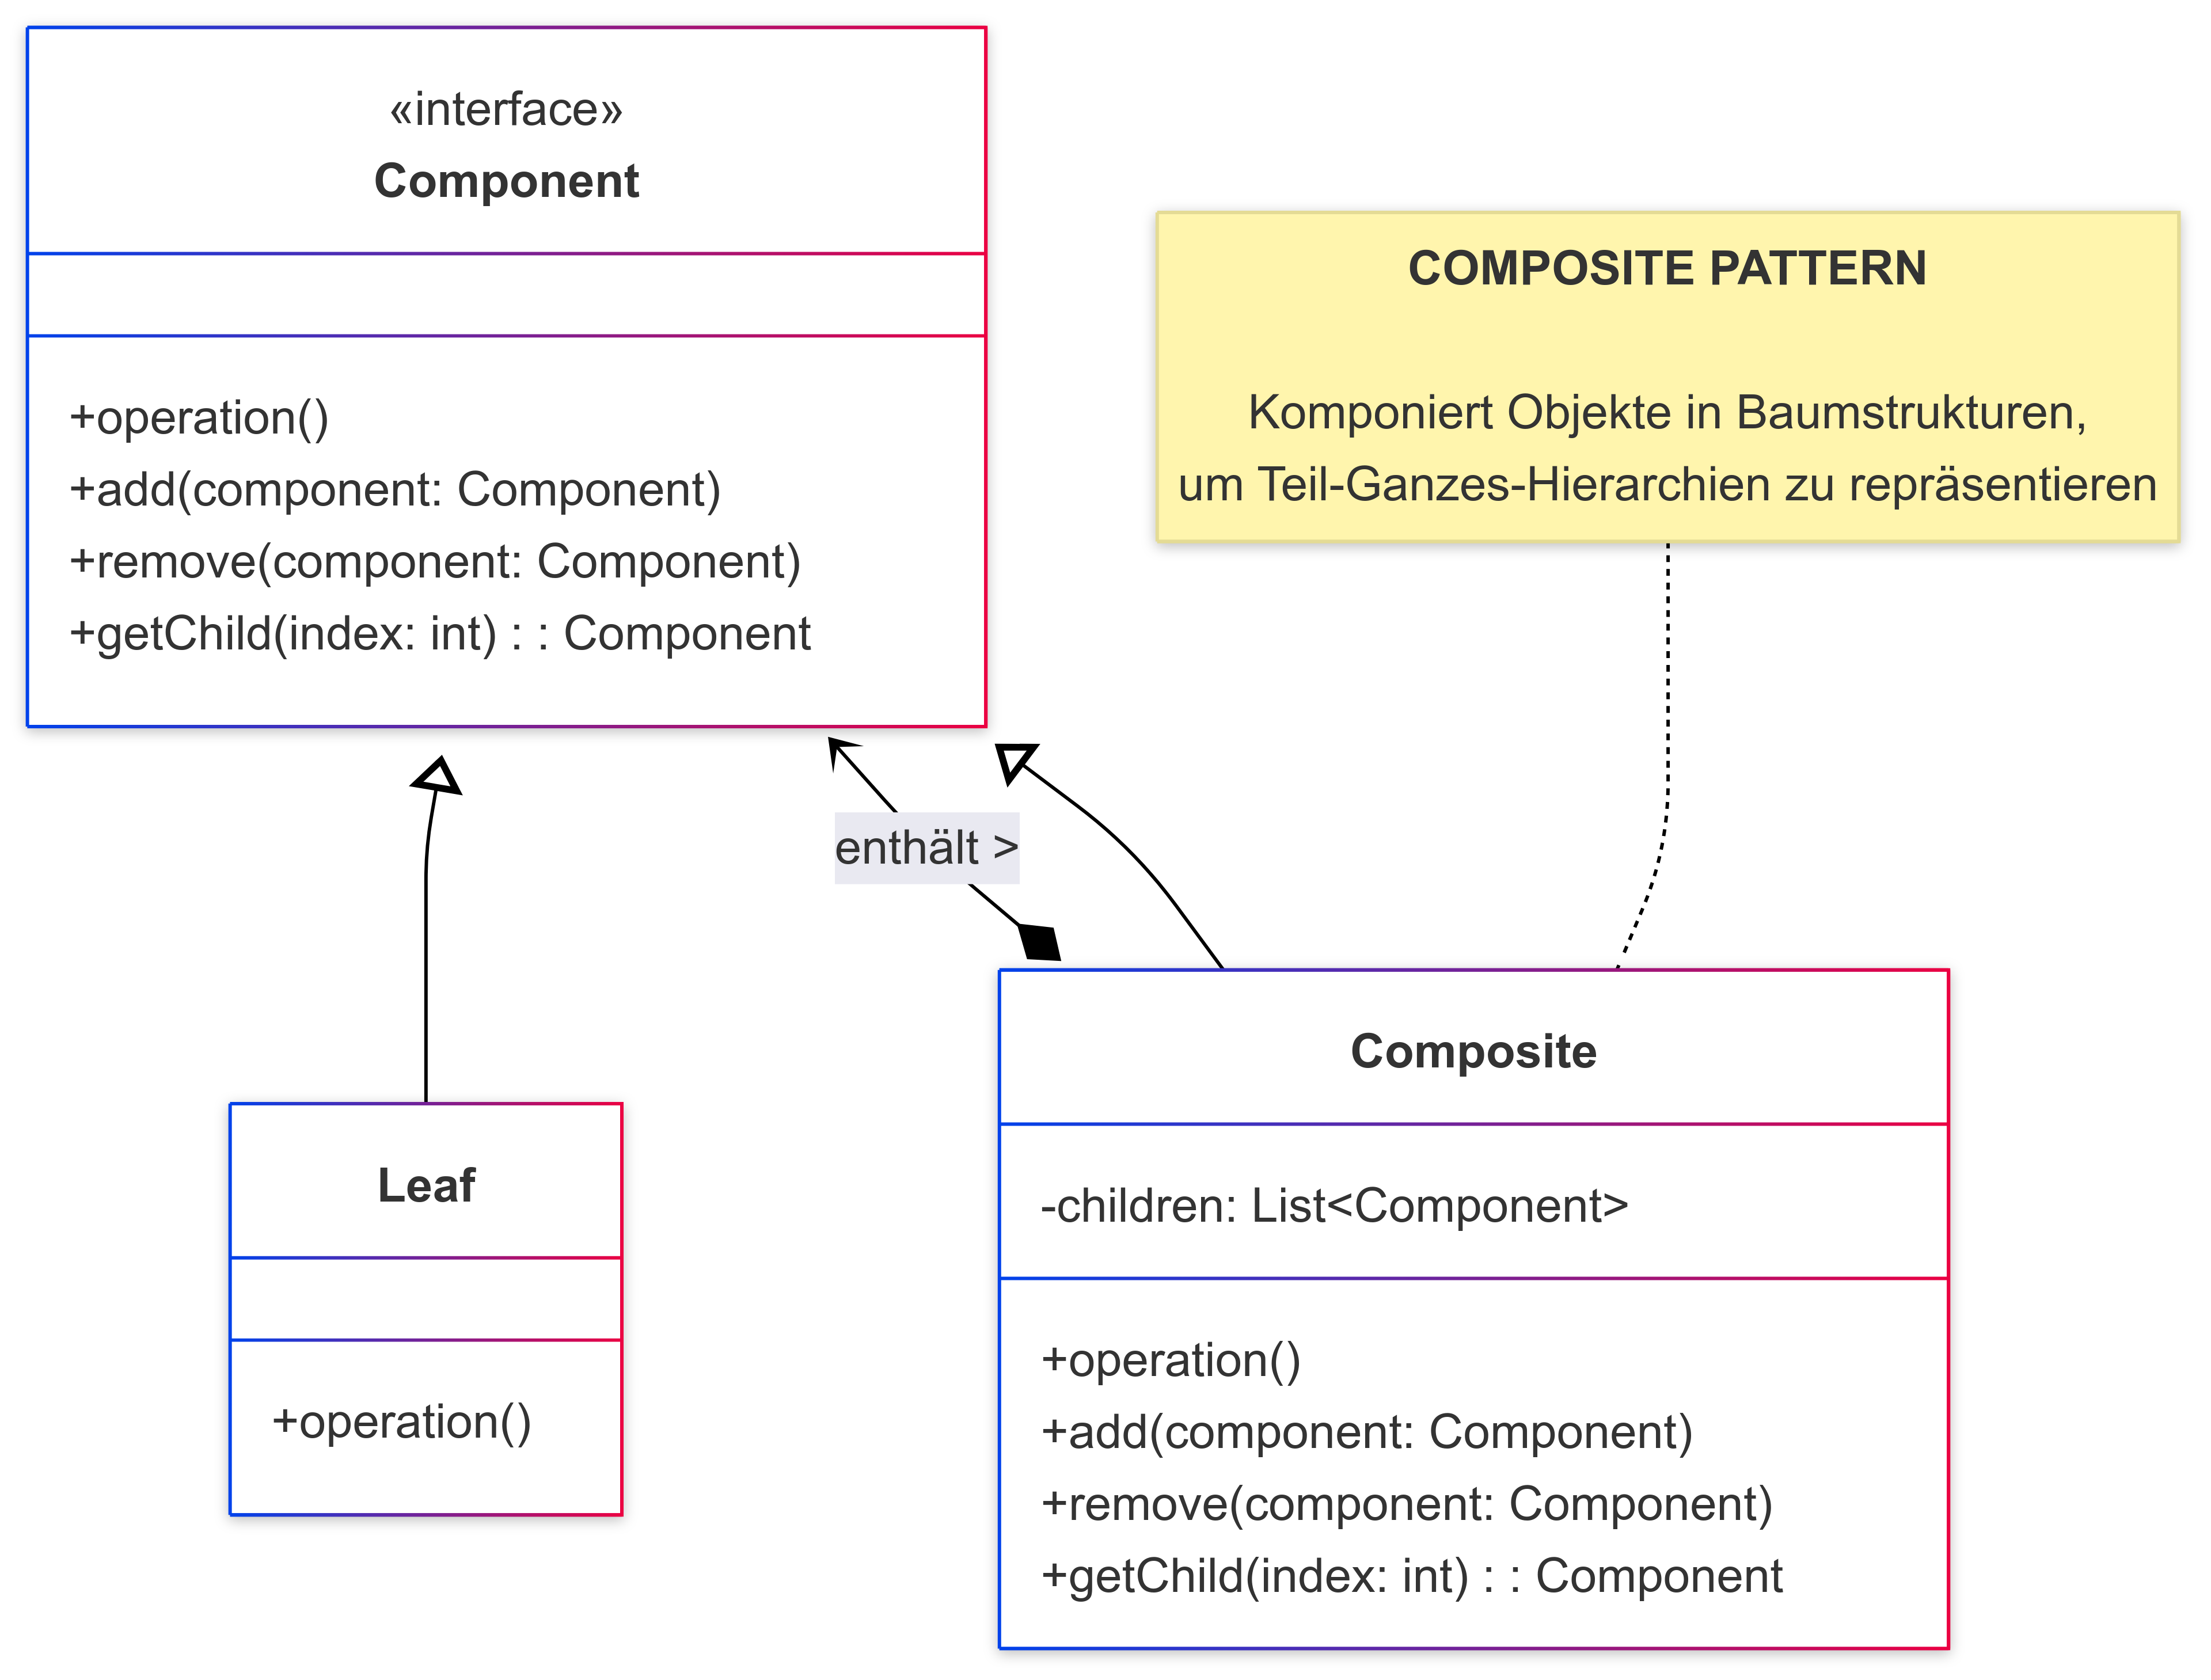 «interface»
Component
+operation()
+add(component: Component)
+remove(component: Component)
+getChild(index: int) : : Component
COMPOSITE PATTERN
Komponiert Objekte in Baumstrukturen,
um Teil-Ganzes-Hierarchien zu repräsentieren
enthält >
Leaf
+operation()
Composite
-children: List<Component>
+operation()
+add(component: Component)
+remove(component: Component)
+getChild(index: int) : : Component